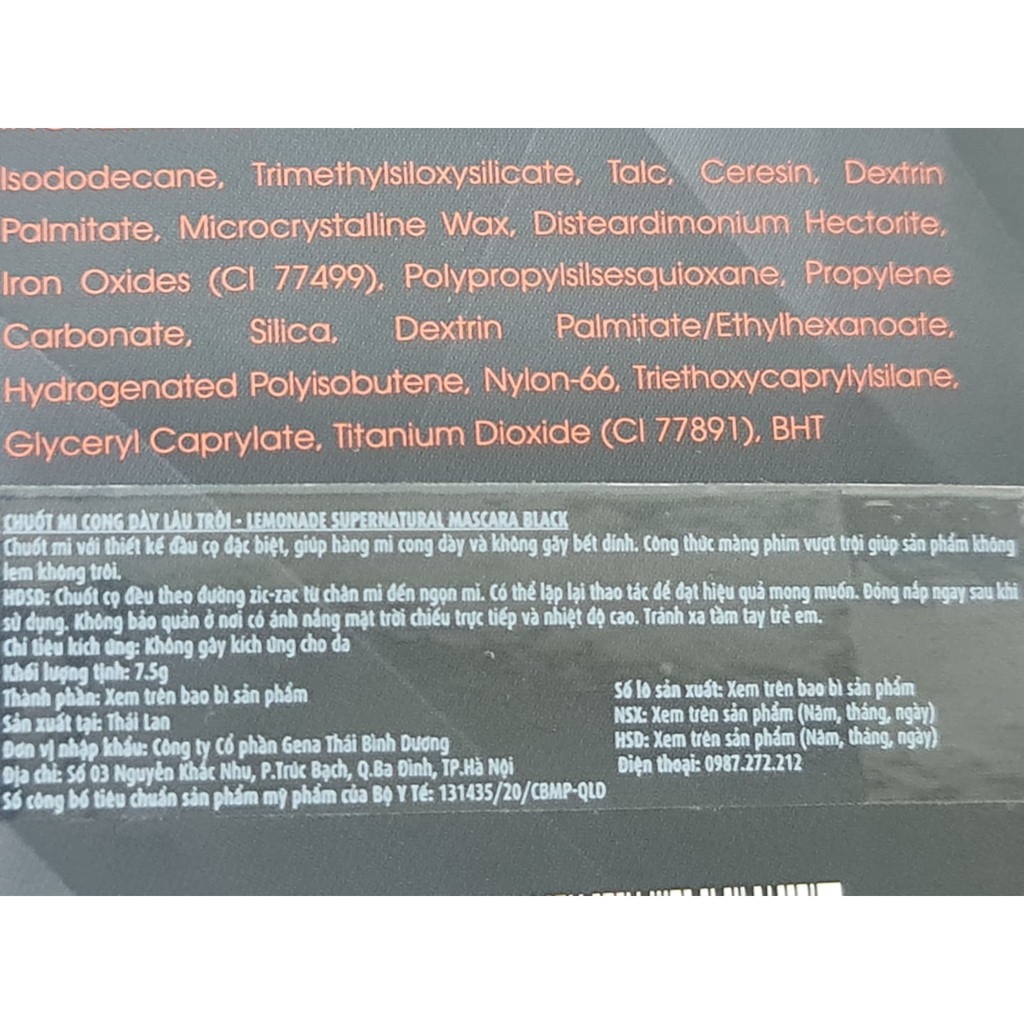 Isododecane, Trimethylsiloxysilicate, Talc, Ceresin, Dextrin
Palmitate, Microcrystalline Wax, Disteardimonium Hectorite,
Iron Oxides (CI 77499), Polypropylsilsesquioxane, Propylene
Carbonate, Silica, Dextrin Palmitate/Ethylhexanoate,
Hydrogenated Polyisobutene, Nylon-66, Triethoxycaprylylsilane,
Glyceryl Caprylate, Titanium Dioxide (CI 77891), BHT
CHUỐT MI CONG DÀY LÂU TRÔI - LEMONADE SUPERNATURAL MASCARA BLACK
Chuốt mi với thiết kế đầu cọ đặc biệt, giúp hàng mi cong dày và không gây bết dính. Công thức màng phim vượt trội giúp sản phẩm không
lem không trôi.
HDSD: Chuốt cọ đều theo đường zic-zac từ chân mi đến ngọn mi. Có thể lặp lại thao tác để đạt hiệu quả mong muốn. Đóng nắp ngay sau khi
sử dụng. Không bảo quản ở nơi có ánh nắng mặt trời chiếu trực tiếp và nhiệt độ cao. Tránh xa tầm tay trẻ em.
Chỉ tiêu kích ứng: Không gây kích ứng cho da
Khối lượng tịnh: 7.5g
Thành phần: Xem trên bao bì sản phẩm
Sản xuất tại: Thái Lan
Đơn vị nhập khẩu: Công ty Cổ phần Gena Thái Bình Dương
Địa chỉ: Số 03 Nguyễn Khắc Nhu, P.Trúc Bạch, Q.Ba Đình, TP.Hà Nội
Số công bố tiêu chuẩn sản phẩm mỹ phẩm của Bộ Y Tế: 131435/20/CBMP-QLD
Số lô sản xuất: Xem trên bao bì sản phẩm
NSX: Xem trên sản phẩm (Năm, tháng, ngày)
HSD: Xem trên sản phẩm (Năm, tháng, ngày)
Điện thoại: 0987.272.212